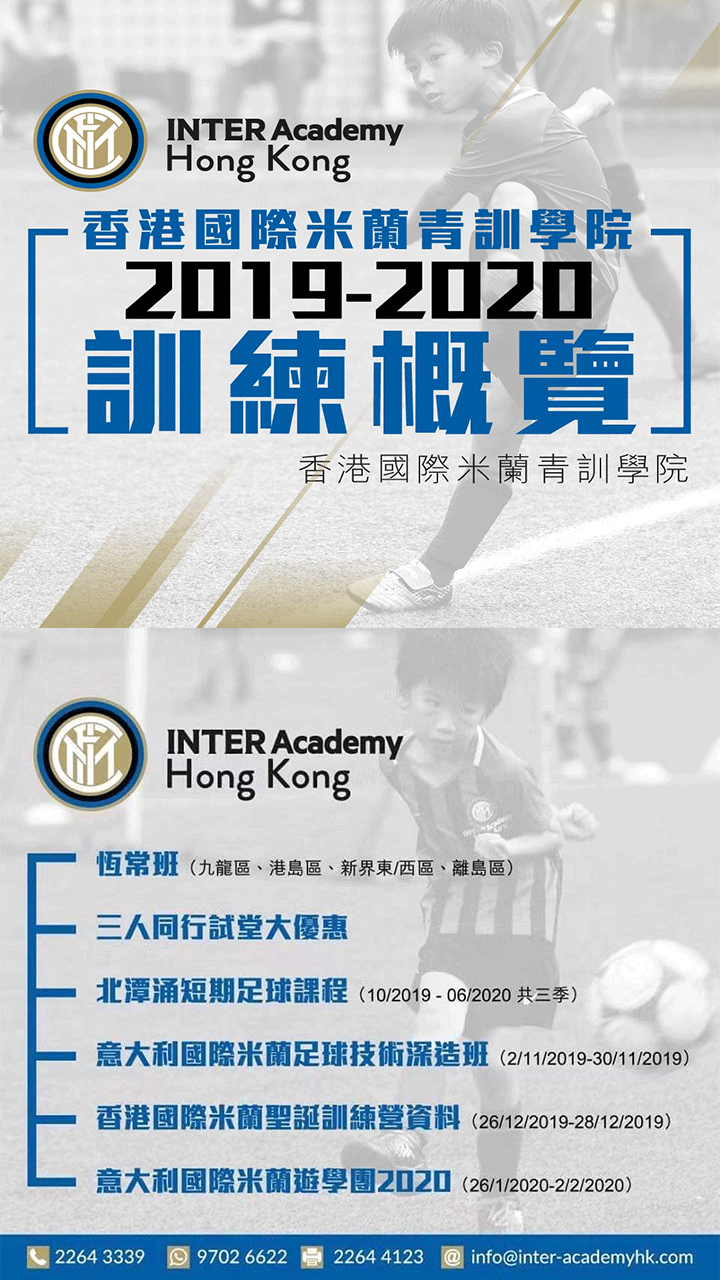 INTER Academy
Hong Kong
香港國際米蘭青訓學院
2019-2020
訓練概覽
香港國際米蘭青訓學院
INTER Academy
Hong Kong
恆常班（九龍區、港島區、新界東/西區、離島區）
三人同行試堂大優惠
北潭涌短期足球課程（10/2019 - 06/2020 共三季）
意大利國際米蘭足球技術深造班（2/11/2019-30/11/2019）
香港國際米蘭聖誕訓練營資料（26/12/2019-28/12/2019）
意大利國際米蘭遊學團2020（26/1/2020-2/2/2020）
2264 3339 9702 6622 2264 4123 @ info@inter-academyhk.com